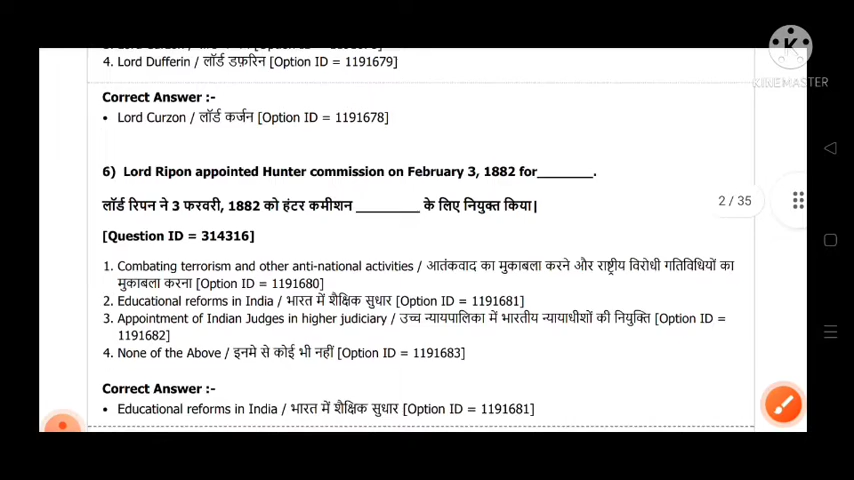 4. Lord Dufferin / लॉर्ड डफ़रिन [Option ID = 1191679]
Correct Answer :-
• Lord Curzon / लॉर्ड कर्जन [Option ID = 1191678]
6) Lord Ripon appointed Hunter commission on February 3, 1882 for_______.
लॉर्ड रिपन ने 3 फरवरी, 1882 को हंटर कमीशन ________ के लिए नियुक्त किया|
[Question ID = 314316]
1. Combating terrorism and other anti-national activities / आतंकवाद का मुकाबला करने और राष्ट्रीय विरोधी गतिविधियों का
मुकाबला करना [Option ID = 1191680]
2. Educational reforms in India / भारत में शैक्षिक सुधार [Option ID = 1191681]
3. Appointment of Indian Judges in higher judiciary / उच्च न्यायपालिका में भारतीय न्यायाधीशों की नियुक्ति [Option ID =
1191682]
4. None of the Above / इनमे से कोई भी नहीं [Option ID = 1191683]
Correct Answer :-
• Educational reforms in India / भारत में शैक्षिक सुधार [Option ID = 1191681]
2 / 35
K
KINEMASTER